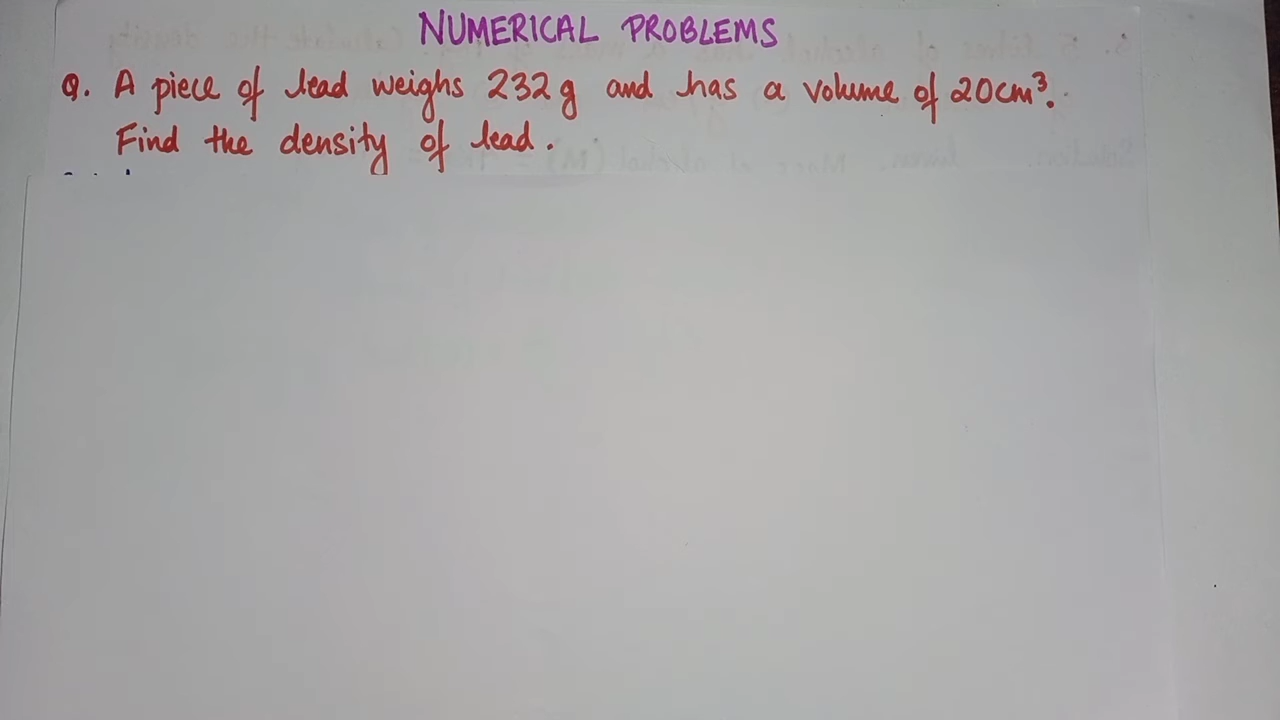 NUMERICAL PROBLEMS
Q. A piece of lead weighs 232 g and has a volume of 20cm³.
Find the density of lead.